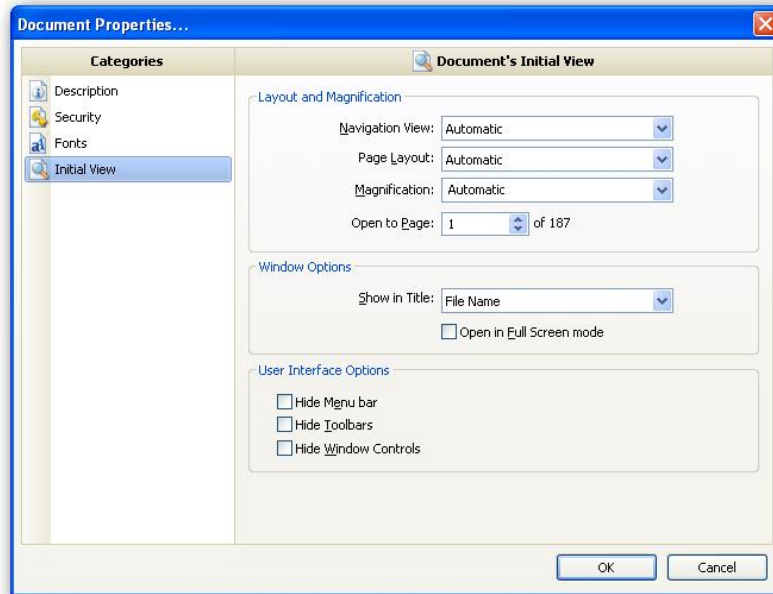 Document Properties...
Categories
Description
Security
Fonts
Initial View
Document's Initial View
Layout and Magnification
Navigation View: Automatic
Page Layout: Automatic
Magnification: Automatic
Open to Page: 1 of 187
Window Options
Show in Title: File Name
Open in Full Screen mode
User Interface Options
Hide Menu bar
Hide Toolbars
Hide Window Controls
OK Cancel